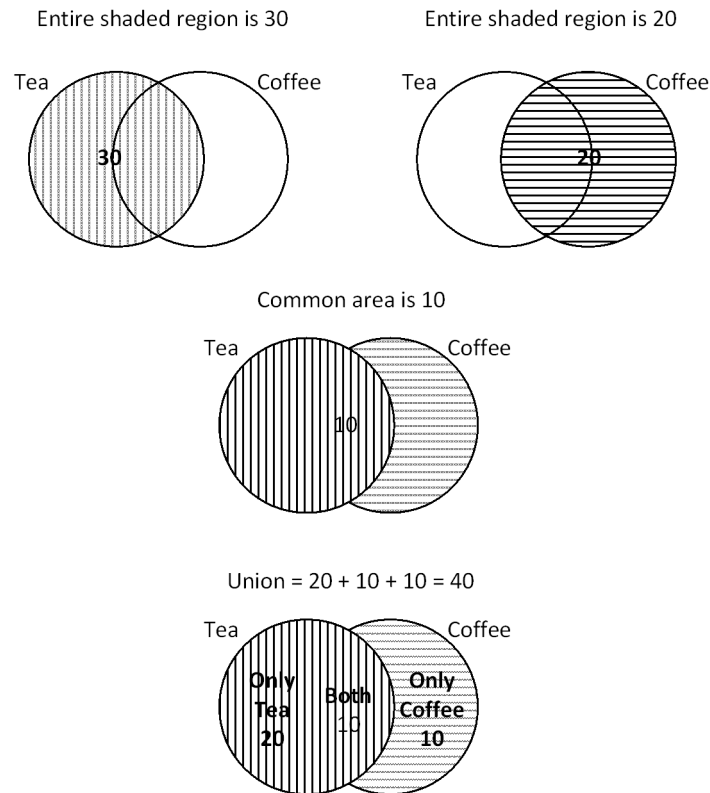 Entire shaded region is 30
Entire shaded region is 20
Tea
Coffee
Tea
Coffee
30
20
Common area is 10
Tea
Coffee
10
Union = 20 + 10 + 10 = 40
Tea
Coffee
Only
Tea
20
Both
10
Only
Coffee
10